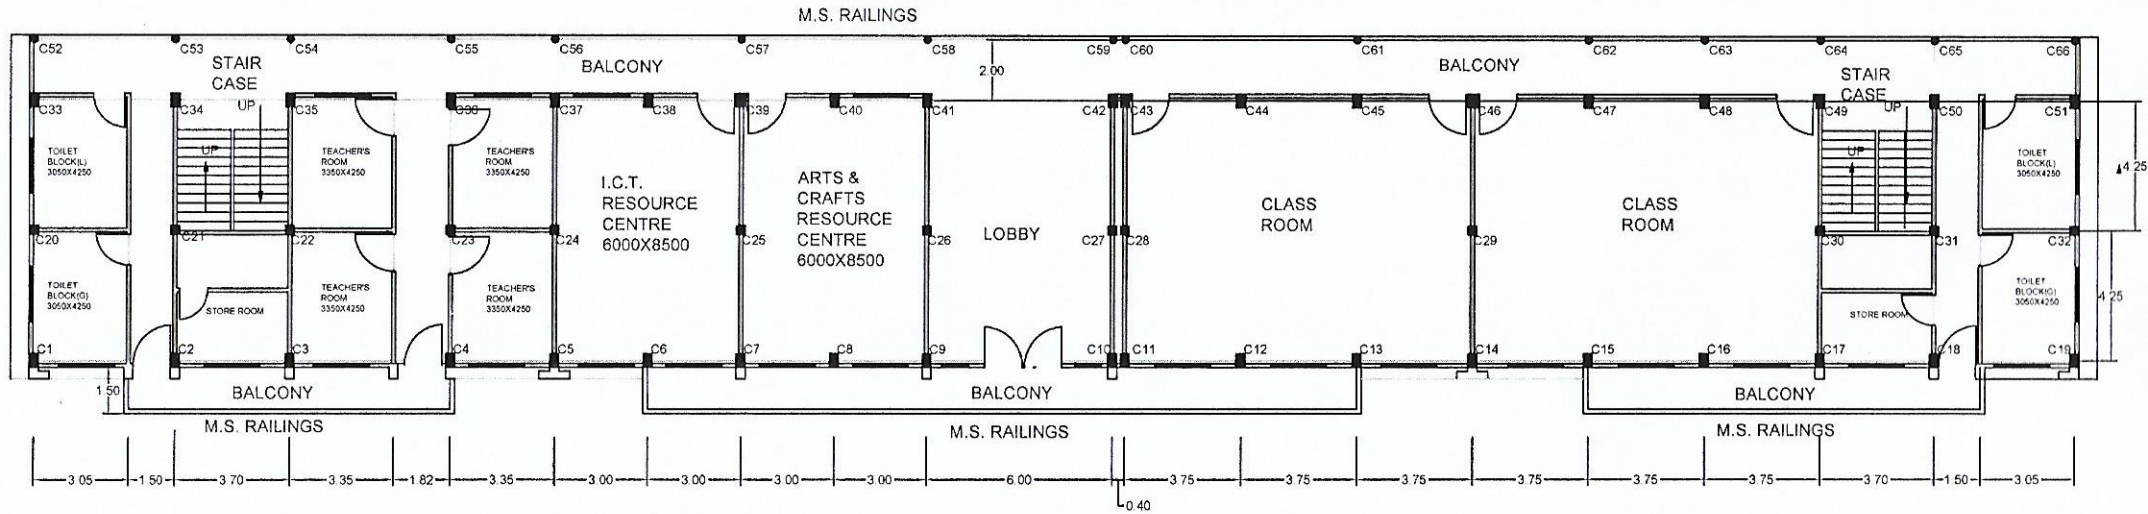 M.S. RAILINGS
C52 C53 C54 C55 C56 C57 C58 C59 C60 C61 C62 C63 C64 C65 C66
STAIR
CASE
BALCONY
2.00
BALCONY
STAIR
CASE
C33 C34 UP C35 C36 C37 C38 C39 C40 C41 C42 C43 C44 C45 C46 C47 C48 C49 UP C50 C51
TOILET
BLOCK(L)
3050X4250
UP
TEACHER'S
ROOM
3350X4250
TEACHER'S
ROOM
3350X4250
I.C.T.
RESOURCE
CENTRE
6000X8500
ARTS &
CRAFTS
RESOURCE
CENTRE
6000X8500
LOBBY
CLASS
ROOM
CLASS
ROOM
UP
TOILET
BLOCK(L)
3050X4250
4.25
C20 C21 C22 C23 C24 C25 C26 C27 C28 C29 C30 C31 C32
TOILET
BLOCK(G)
3050X4250
STORE ROOM
TEACHER'S
ROOM
3350X4250
TEACHER'S
ROOM
3350X4250
STORE ROOM
TOILET
BLOCK(G)
3050X4250
4.25
C1 C2 C3 C4 C5 C6 C7 C8 C9 C10 C11 C12 C13 C14 C15 C16 C17 C18 C19
1.50
BALCONY
BALCONY
BALCONY
M.S. RAILINGS
M.S. RAILINGS
M.S. RAILINGS
3.05 1.50 3.70 3.35 1.82 3.35 3.00 3.00 3.00 3.00 6.00 3.75 3.75 3.75 3.75 3.75 3.75 3.70 1.50 3.05
0.40